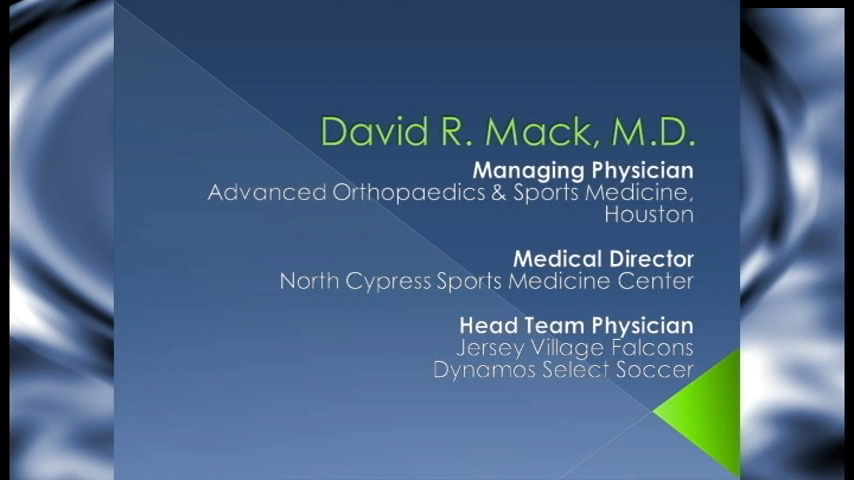 David R. Mack, M.D.
Managing Physician
Advanced Orthopaedics & Sports Medicine,
Houston
Medical Director
North Cypress Sports Medicine Center
Head Team Physician
Jersey Village Falcons
Dynamos Select Soccer